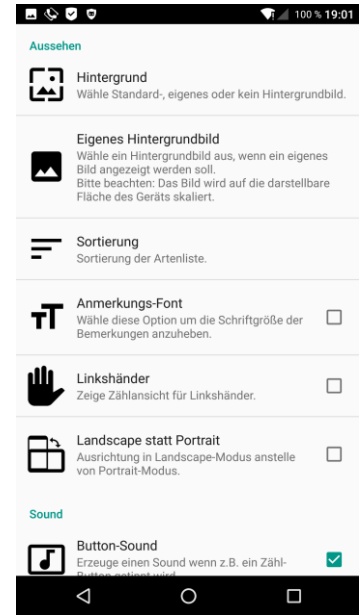 100 % 19:01
Aussehen
Hintergrund
Wähle Standard-, eigenes oder kein Hintergrundbild.
Eigenes Hintergrundbild
Wähle ein Hintergrundbild aus, wenn ein eigenes
Bild angezeigt werden soll.
Bitte beachten: Das Bild wird auf die darstellbare
Fläche des Geräts skaliert.
Sortierung
Sortierung der Artenliste.
Anmerkungs-Font
Wähle diese Option um die Schriftgröße der
Bemerkungen anzuheben.
Linkshänder
Zeige Zählansicht für Linkshänder.
Landscape statt Portrait
Ausrichtung in Landscape-Modus anstelle
von Portrait-Modus.
Sound
Button-Sound
Erzeuge einen Sound wenn z.B. ein Zähl-
Button getippt wird